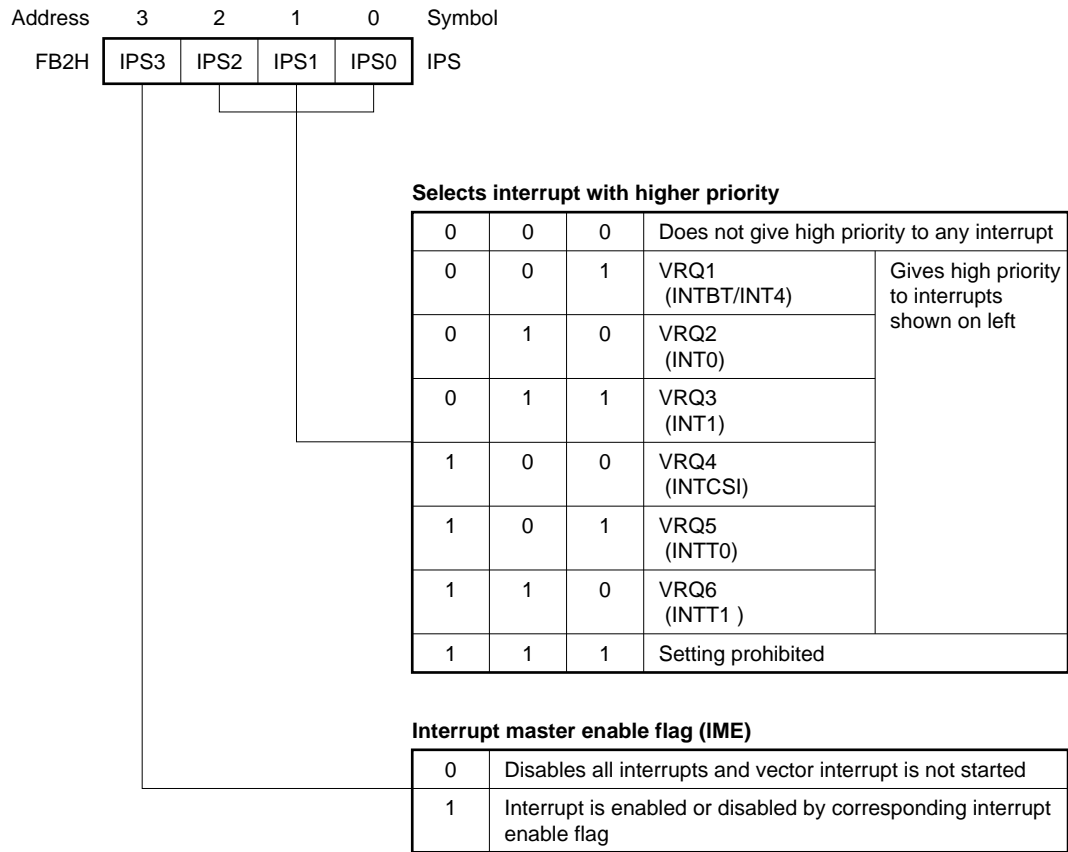 Address 3 2 1 0 Symbol
FB2H IPS3 IPS2 IPS1 IPS0 IPS
Selects interrupt with higher priority
0 0 0 Does not give high priority to any interrupt
0 0 1 VRQ1 Gives high priority
(INTBT/INT4) to interrupts
shown on left
0 1 0 VRQ2
(INT0)
0 1 1 VRQ3
(INT1)
1 0 0 VRQ4
(INTCSI)
1 0 1 VRQ5
(INTT0)
1 1 0 VRQ6
(INTT1 )
1 1 1 Setting prohibited
Interrupt master enable flag (IME)
0 Disables all interrupts and vector interrupt is not started
1 Interrupt is enabled or disabled by corresponding interrupt
enable flag